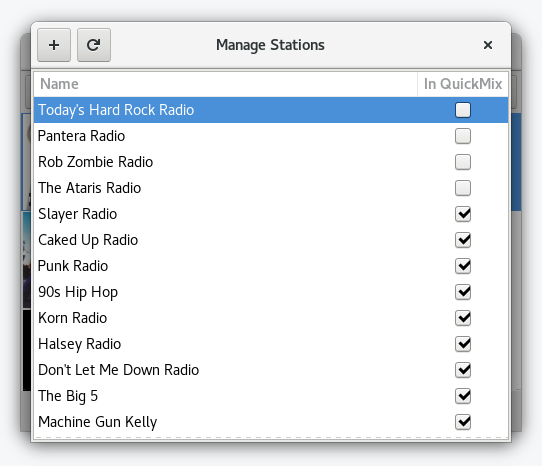 Manage Stations
Name In QuickMix
Today's Hard Rock Radio
Pantera Radio
Rob Zombie Radio
The Ataris Radio
Slayer Radio
Caked Up Radio
Punk Radio
90s Hip Hop
Korn Radio
Halsey Radio
Don't Let Me Down Radio
The Big 5
Machine Gun Kelly